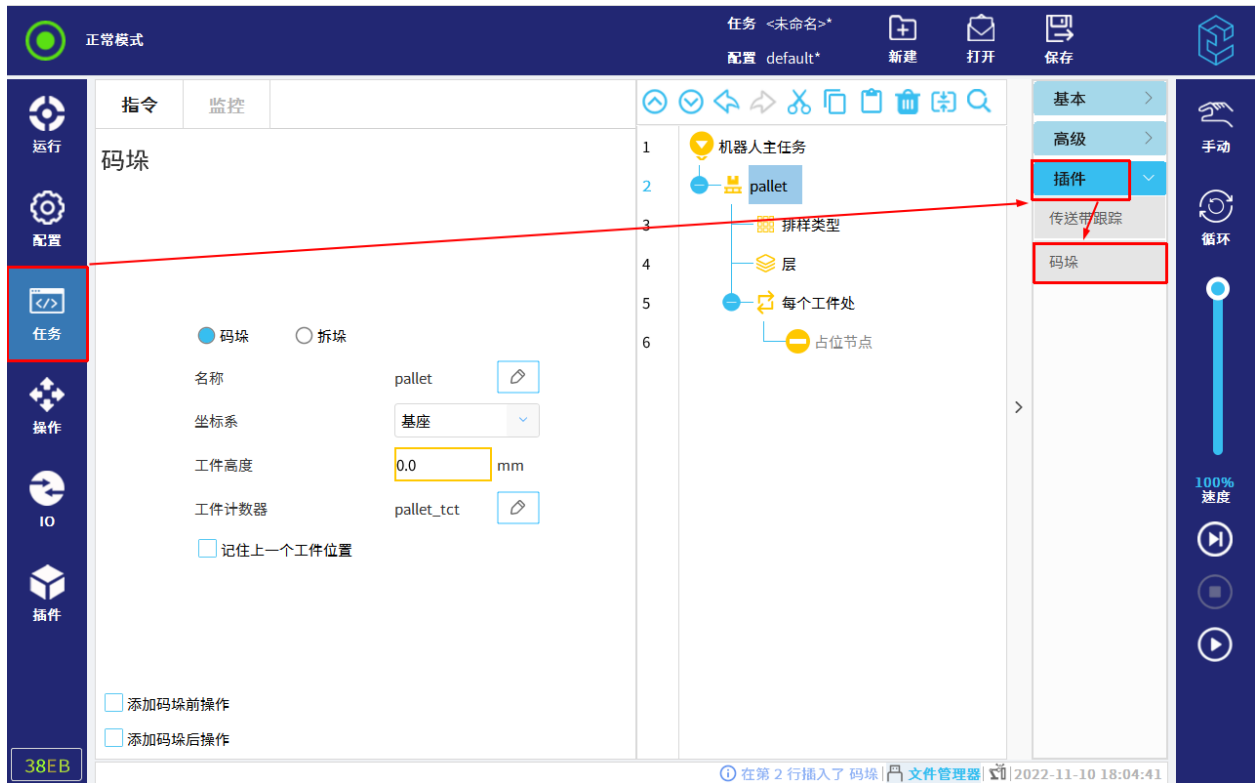 正常模式
任务 <未命名>*
配置 default*
新建
打开
保存
运行
配置
任务
操作
IO
插件
38EB
指令
监控
码垛
码垛
拆垛
名称 pallet
坐标系 基座
工件高度 0.0 mm
工件计数器 pallet_tct
记住上一个工件位置
添加码垛前操作
添加码垛后操作
1 机器人主任务
2 pallet
3 排样类型
4 层
5 每个工件处
6 占位节点
基本
高级
插件
传送带跟踪
码垛
手动
循环
100%
速度
在第 2 行插入了 码垛 文件管理器 2022-11-10 18:04:41